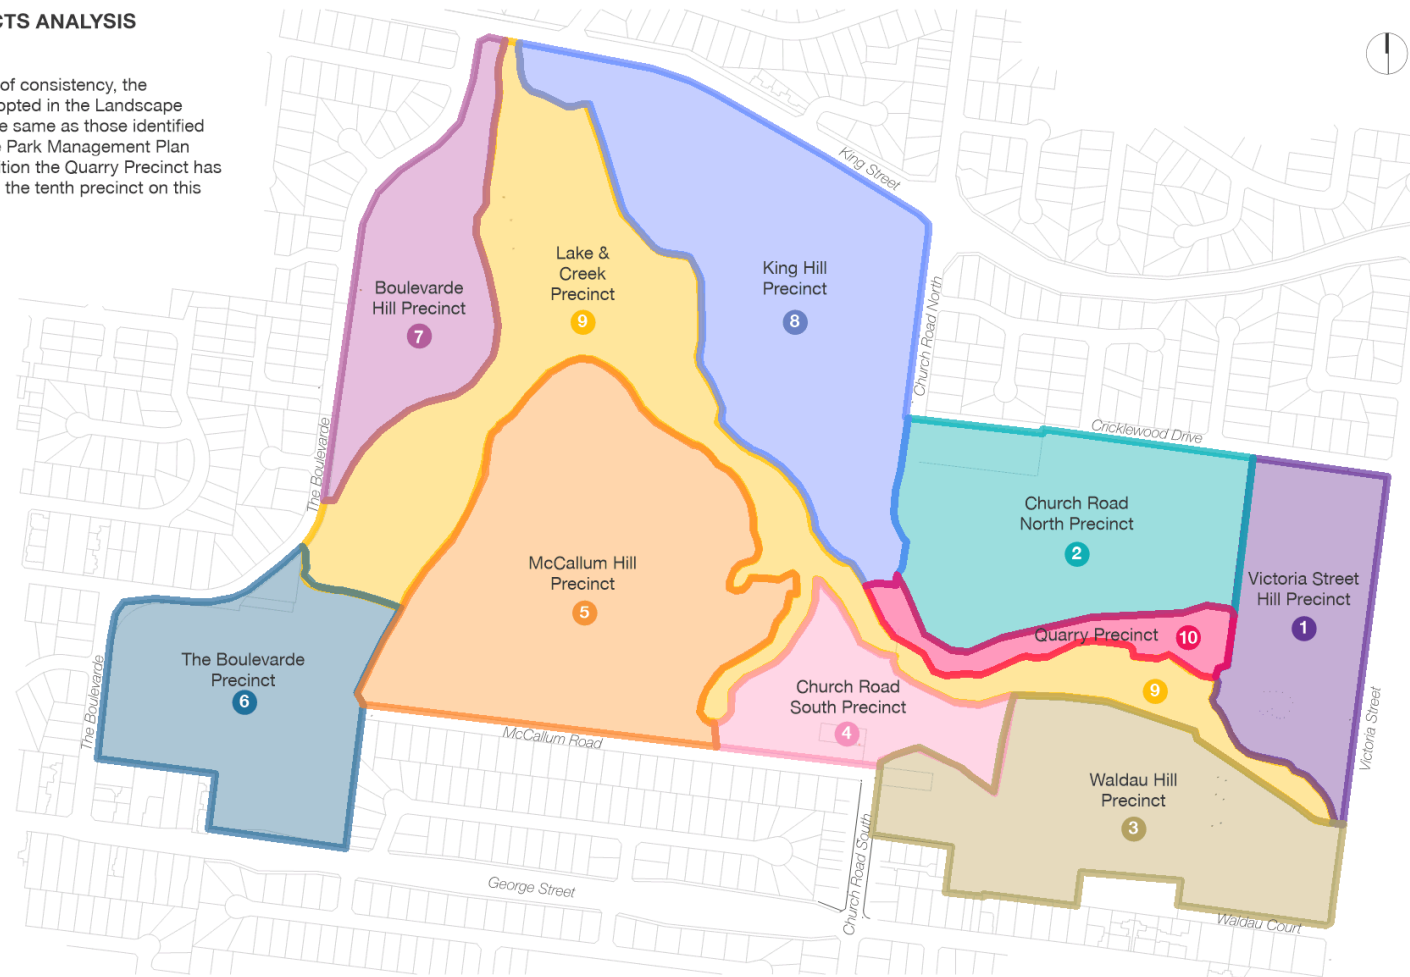 CTS ANALYSIS
of consistency, the
opted in the Landscape
e same as those identified
e Park Management Plan
ition the Quarry Precinct has
the tenth precinct on this
King Street
Lake &
Creek
Precinct
9
King Hill
Precinct
8
Boulevarde
Hill Precinct
7
Church Road North
Cricklewood Drive
The Boulevarde
Church Road
North Precinct
2
McCallum Hill
Precinct
5
Victoria Street
Hill Precinct
1
Quarry Precinct
10
The Boulevarde
Precinct
6
The Boulevarde
Church Road
South Precinct
4
9
Victoria Street
McCallum Road
Waldau Hill
Precinct
3
Church Road South
George Street
Waldau Court